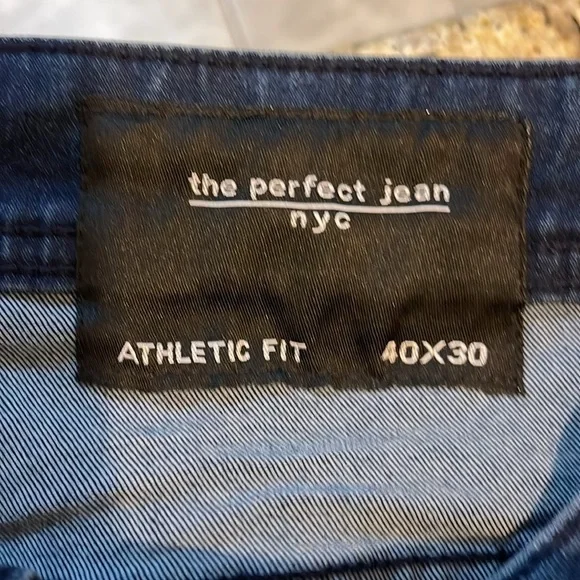 the perfect jean
nyc
ATHLETIC FIT 40X30